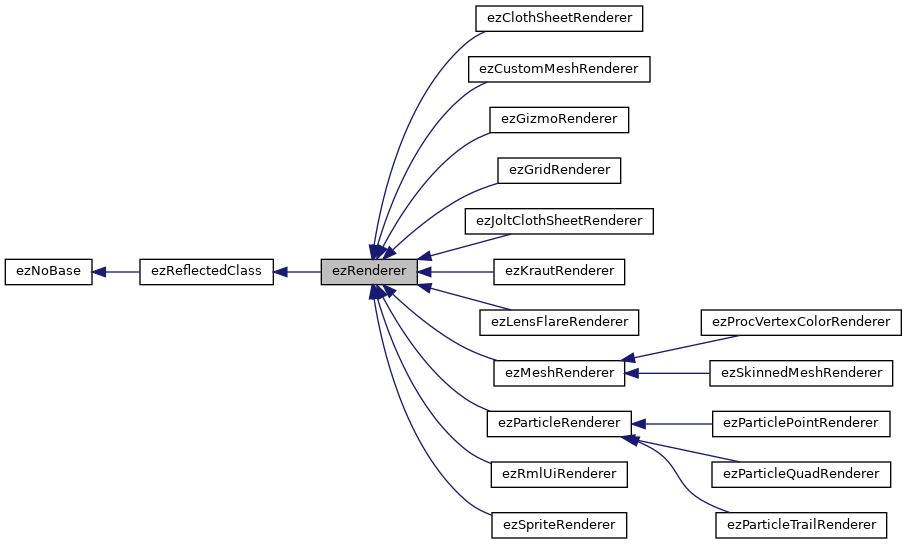 ezClothSheetRenderer
ezCustomMeshRenderer
ezGizmoRenderer
ezGridRenderer
ezJoltClothSheetRenderer
ezNoBase
ezReflectedClass
ezRenderer
ezKrautRenderer
ezLensFlareRenderer
ezProcVertexColorRenderer
ezMeshRenderer
ezSkinnedMeshRenderer
ezParticleRenderer
ezParticlePointRenderer
ezRmlUiRenderer
ezParticleQuadRenderer
ezSpriteRenderer
ezParticleTrailRenderer